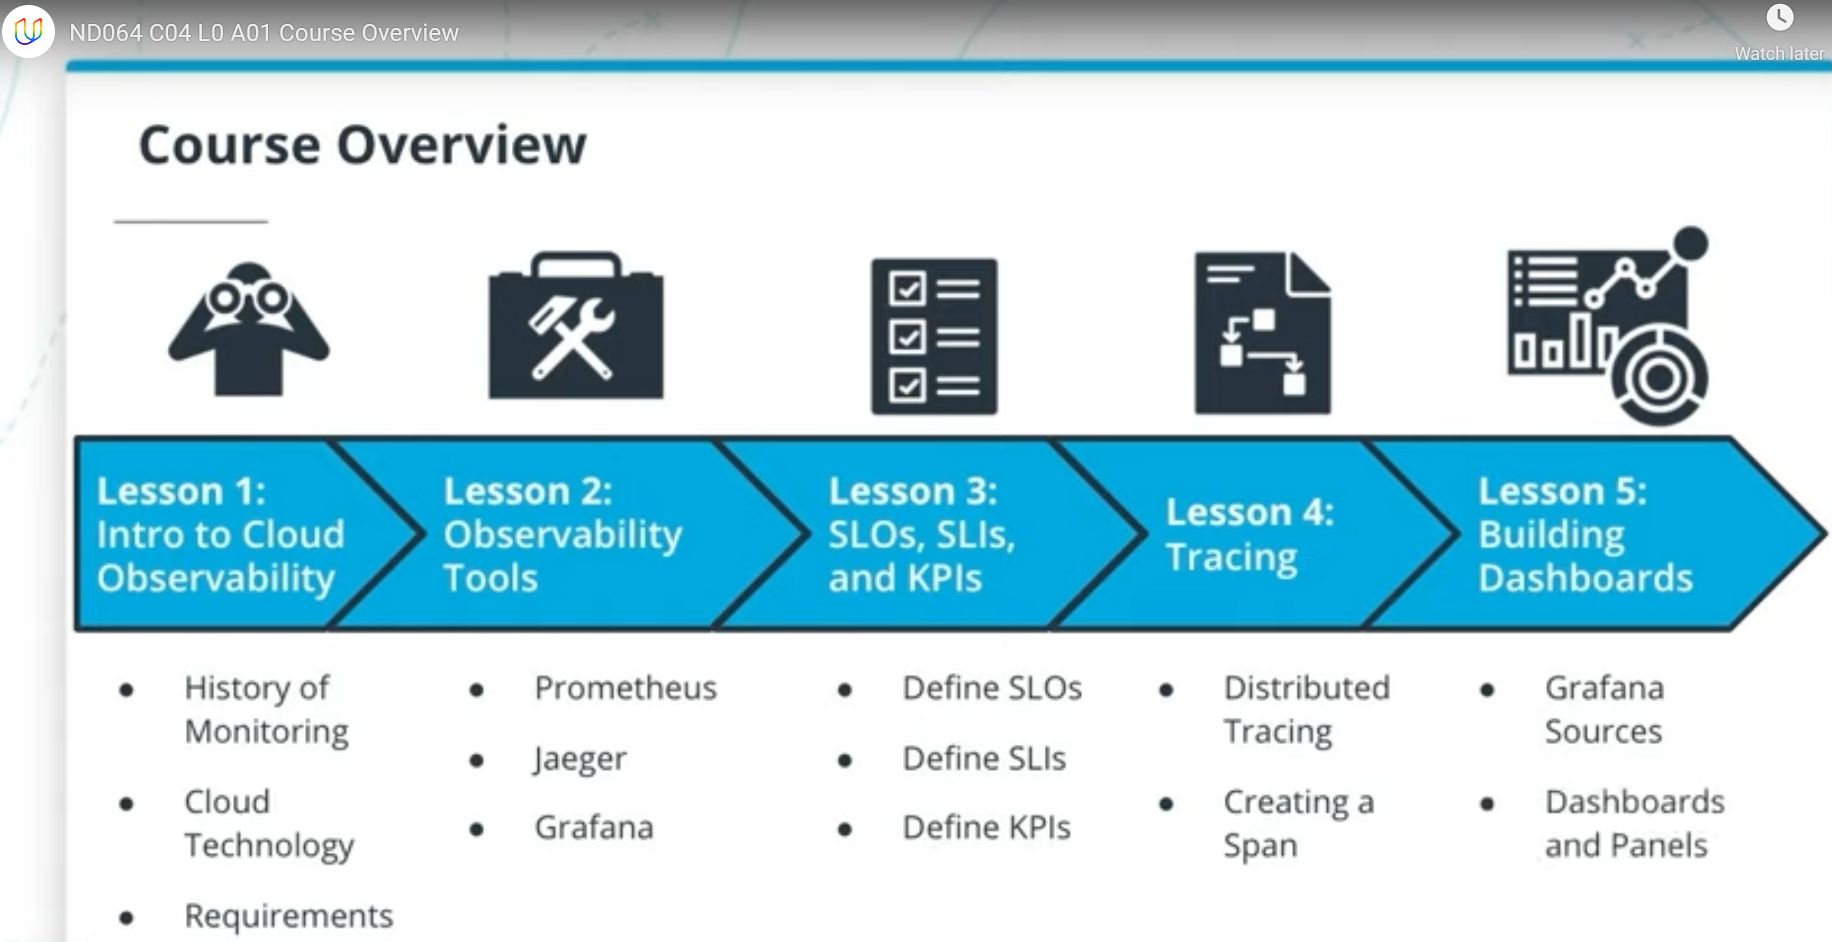 ND064 C04 L0 A01 Course Overview
Watch later
Course Overview
Lesson 1:
Intro to Cloud
Observability
Lesson 2:
Observability
Tools
Lesson 3:
SLOs, SLIs,
and KPIs
Lesson 4:
Tracing
Lesson 5:
Building
Dashboards
History of
Monitoring
Cloud
Technology
Requirements
Prometheus
Jaeger
Grafana
Define SLOs
Define SLIs
Define KPIs
Distributed
Tracing
Creating a
Span
Grafana
Sources
Dashboards
and Panels